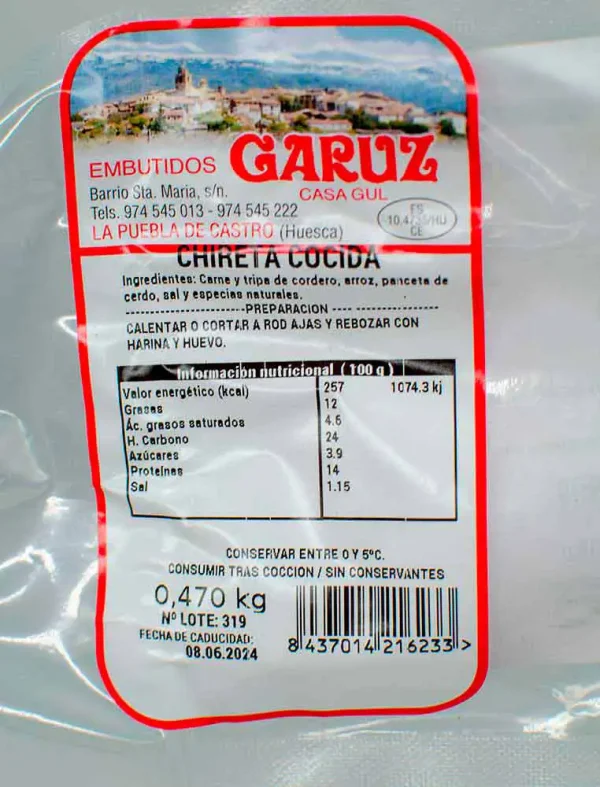 EMBUTIDOS GARUZ
CASA GUL
Barrio Sta. Maria, s/n.
Tels. 974 545 013 - 974 545 222
LA PUEBLA DE CASTRO (Huesca)
ES
CE
CHIRETA COCIDA
Ingredientes: Carne y tripa de cordero, arroz, panceta de
cerdo, sal y especias naturales.
-----------------------PREPARACION ---- -----------------
CALENTAR O CORTAR A ROD AJAS Y REBOZAR CON
HARINA Y HUEVO.
Información nutricional ( 100 g )
Valor energético (kcal) 257 1074.3 kj
Grasas 12
Ác. grasos saturados 4.6
H. Carbono 24
Azúcares 3.9
Proteínas 14
Sal 1.15
CONSERVAR ENTRE 0 Y 5ºC.
CONSUMIR TRAS COCCION / SIN CONSERVANTES
0,470 kg
Nº LOTE: 319
FECHA DE CADUCIDAD:
08.06.2024
8 437014 216233 >